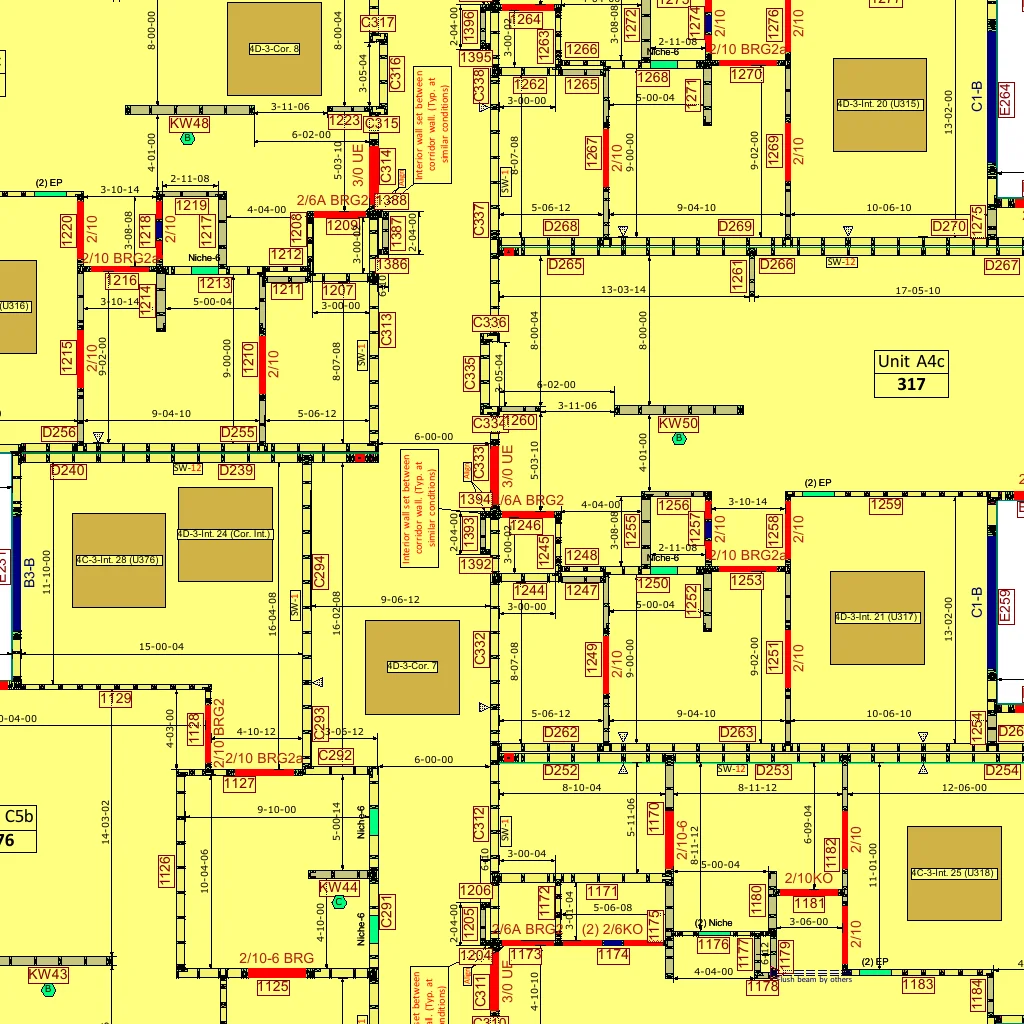 C317
8-00-00
8-00-04
4D-3-Cor. 8
3-05-04
C316
2-04-00
1396
1395
C338
3-00-02
1264
1263
1266
1262
1265
3-00-00
3-08-08
1272
1274
2/10
2-11-08
2/10 BRG2a
Niche-6
1268
1270
1276
5-00-04
1271
1277
4D-3-Int. 20 (U315)
13-02-00
C1-B
E264
KW48
B
3-11-06
1223
C315
6-02-00
4-01-00
5-03-10
3/0 UE
C314
1388
Interior wall set between
corridor wall. (Typ. at
similar conditions)
8-07-08
SW-1
1267
2/10
9-00-00
9-02-00
1269
2/10
(2) EP
3-10-14
2-11-08
1219
1220
2/10
3-08-08
1218
2/10
1217
4-04-00
2/6A BRG2
1209
1208
1212
3-00-02
1387
2-04-00
1386
C337
5-06-12
9-04-10
10-06-10
D268
D269
D270
1275
2/10 BRG2a
Niche-6
1216
1213
1211
1207
3-10-14
1214
5-00-04
3-00-00
C313
(U316)
D265
1261
D266
SW-12
D267
13-03-14
17-05-10
C336
8-00-04
8-00-00
1215
2/10
9-02-00
9-00-00
1210
2/10
8-07-08
SW-1
C335
2-05-04
6-02-00
3-11-06
KW50
B
Unit A4c
317
9-04-10
5-06-12
D256
D255
6-00-00
C334
1260
D240
SW-12
D239
Interior wall set between
corridor wall. (Typ. at
similar conditions)
C333
3/0 UE
5-03-10
4-01-00
1394
2/6A BRG2
4D-3-Int. 24 (Cor. Int.)
4C-3-Int. 28 (U376)
B3-B
11-10-00
E231
C294
SW-1
16-04-08
16-02-08
2-04-00
1393
1392
1246
1245
3-00-02
1248
4-04-00
3-08-08
1255
1256
1257
2/10
3-10-14
1258
2/10
(2) EP
1259
2-11-08
2/10 BRG2a
Niche-6
1244
1247
1250
1253
9-06-12
3-00-00
5-00-04
1252
4D-3-Int. 21 (U317)
13-02-00
C1-B
E259
15-00-04
4D-3-Cor. 7
C332
8-07-08
1249
2/10
9-00-00
9-02-00
1251
2/10
1129
4-03-00
1128
2/10 BRG2
4-10-12
2/10 BRG2a
1127
C293
3-05-12
C292
6-00-00
5-06-12
9-04-10
10-06-10
D262
D263
1254
D252
SW-12
D253
D254
8-10-04
8-11-12
12-06-00
C5b
76
14-03-02
1126
9-10-00
10-04-06
5-00-14
Niche-6
KW44
C
4-10-00
Niche-6
C291
C312
SW-1
5-11-06
1170
2/10-6
8-11-12
6-09-04
1182
2/10
11-01-00
4C-3-Int. 25 (U318)
3-00-04
6-10
1206
1172
3-01-04
1171
5-06-08
5-00-04
1180
2/10KO
1181
3-06-00
2-04-00
1205
2/6A BRG
(2) 2/6KO
1175
(2) Niche
1176
1177
6-12
1179
2/10
1204
1173
1174
4-04-00
1178
flush beam by others
(2) EP
1183
1184
KW43
B
2/10-6 BRG
1125
C311
3/0 UE
4-10-10
C310